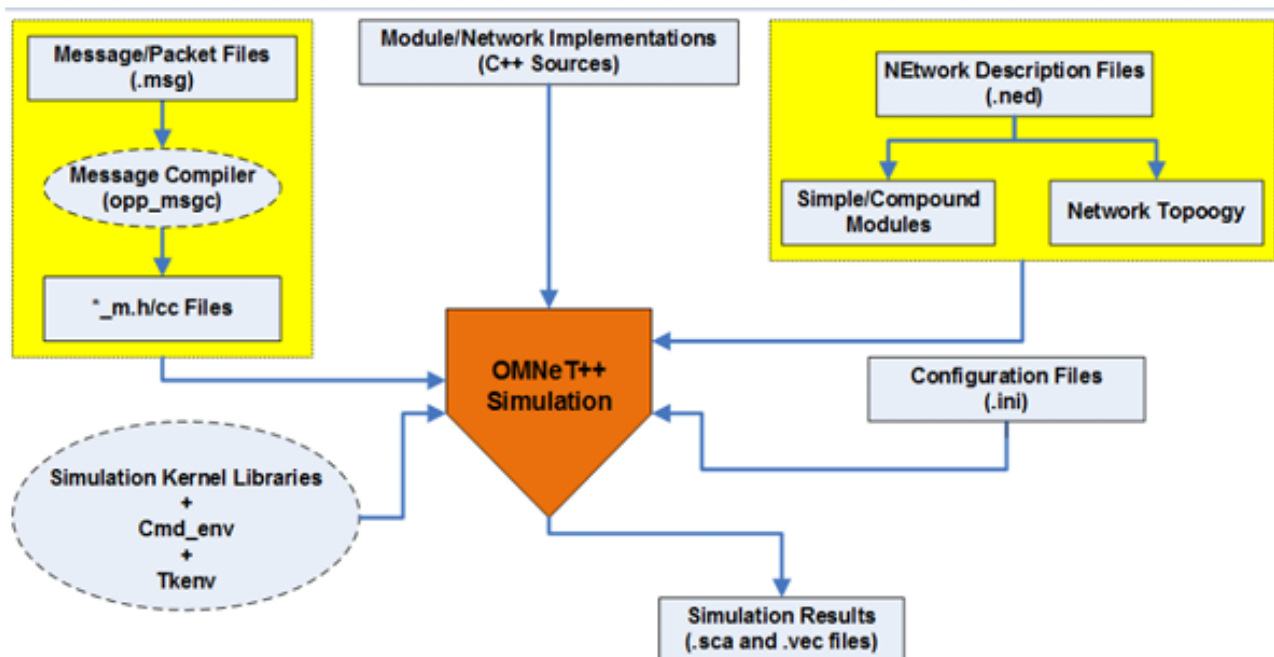 Message/Packet Files
(.msg)
Message Compiler
(opp_msgc)
*_m.h/cc Files
Module/Network Implementations
(C++ Sources)
NEtwork Description Files
(.ned)
Simple/Compound
Modules
Network Topoogy
OMNeT++
Simulation
Configuration Files
(.ini)
Simulation Kernel Libraries
+
Cmd_env
+
Tkenv
Simulation Results
(.sca and .vec files)